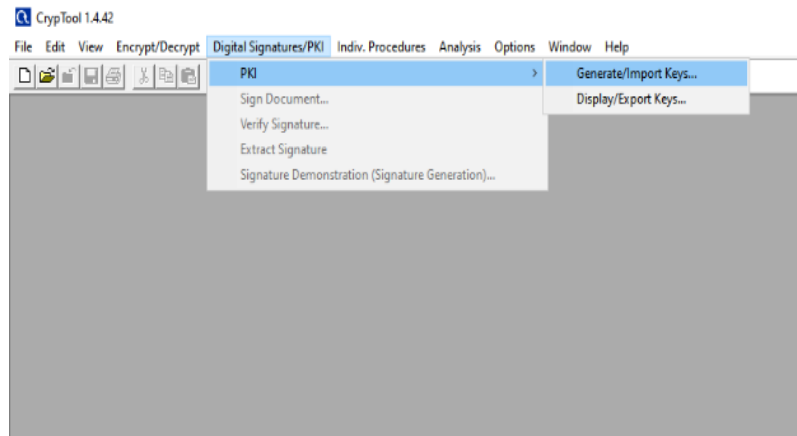 CrypTool 1.4.42
File Edit View Encrypt/Decrypt Digital Signatures/PKI Indiv. Procedures Analysis Options Window Help
PKI
Generate/Import Keys...
Display/Export Keys...
Sign Document...
Verify Signature...
Extract Signature
Signature Demonstration (Signature Generation)...